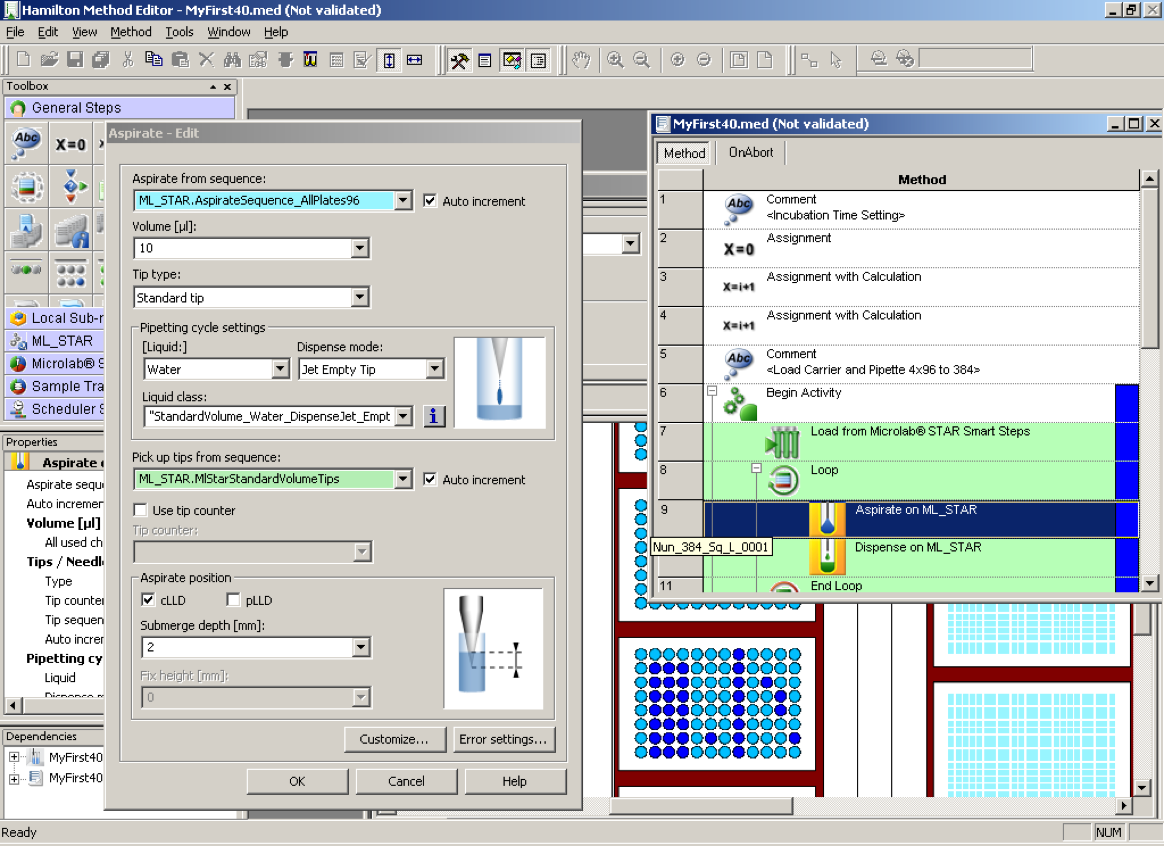 Hamilton Method Editor - MyFirst40.med (Not validated)
File Edit View Method Tools Window Help
Toolbox
General Steps
Abc
X=0
Local Sub-r
ML_STAR
Microlab® S
Sample Tra
Scheduler S
Properties
Aspirate
Aspirate sequ
Auto incremen
Volume [µl]
All used ch
Tips / Needl
Type
Tip counter
Tip sequen
Auto increr
Pipetting cy
Liquid
Dispense m
Dependencies
MyFirst40
MyFirst40
Aspirate - Edit
Aspirate from sequence:
ML_STAR.AspirateSequence_AllPlates96
Auto increment
Volume [µl]:
10
Tip type:
Standard tip
Pipetting cycle settings
[Liquid:] Dispense mode:
Water Jet Empty Tip
Liquid class:
"StandardVolume_Water_DispenseJet_Empt
i
Pick up tips from sequence:
ML_STAR.MlStarStandardVolumeTips
Auto increment
Use tip counter
Tip counter:
Aspirate position
cLLD pLLD
Submerge depth [mm]:
2
Fix height [mm]:
0
Customize... Error settings...
OK Cancel Help
MyFirst40.med (Not validated)
Method OnAbort
Method
1 Abc Comment
<Incubation Time Setting>
2 X=0 Assignment
3 X=i+1 Assignment with Calculation
4 X=i+1 Assignment with Calculation
5 Abc Comment
<Load Carrier and Pipette 4x96 to 384>
6 Begin Activity
7 Load from Microlab® STAR Smart Steps
8 Loop
9 Aspirate on ML_STAR
Nun_384_Sq_L_0001
Dispense on ML_STAR
11 End Loop
Ready
NUM